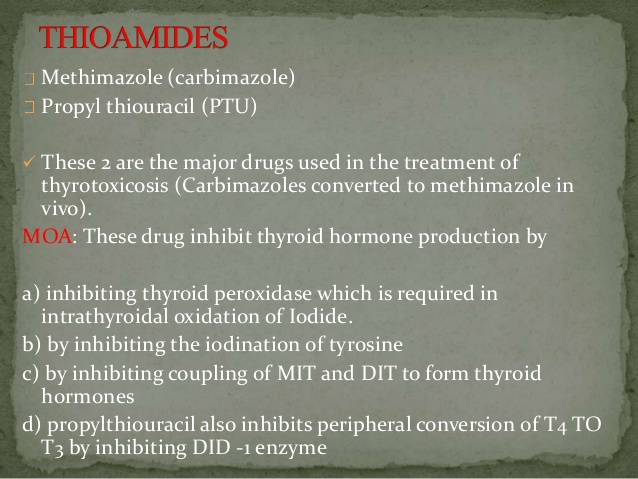 THIOAMIDES
Methimazole (carbimazole)
Propyl thiouracil (PTU)
These 2 are the major drugs used in the treatment of
thyrotoxicosis (Carbimazoles converted to methimazole in
vivo).
MOA: These drug inhibit thyroid hormone production by
a) inhibiting thyroid peroxidase which is required in
intrathyroidal oxidation of Iodide.
b) by inhibiting the iodination of tyrosine
c) by inhibiting coupling of MIT and DIT to form thyroid
hormones
d) propylthiouracil also inhibits peripheral conversion of T4 TO
T3 by inhibiting DID -1 enzyme